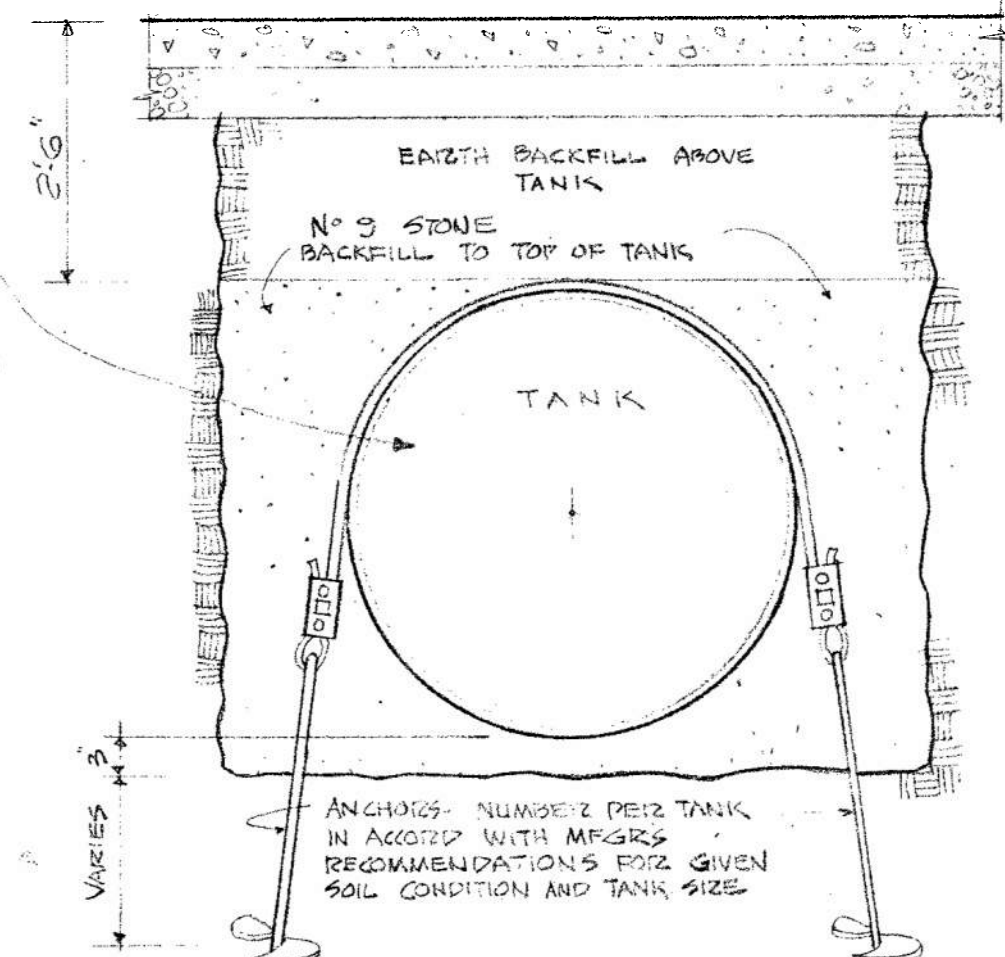 2'-6"
EARTH BACKFILL ABOVE
TANK
Nº 9 STONE
BACKFILL TO TOP OF TANK
TANK
3"
VARIES
ANCHORS- NUMBER PER TANK
IN ACCORD WITH MFGRS
RECOMMENDATIONS FOR GIVEN
SOIL CONDITION AND TANK SIZE